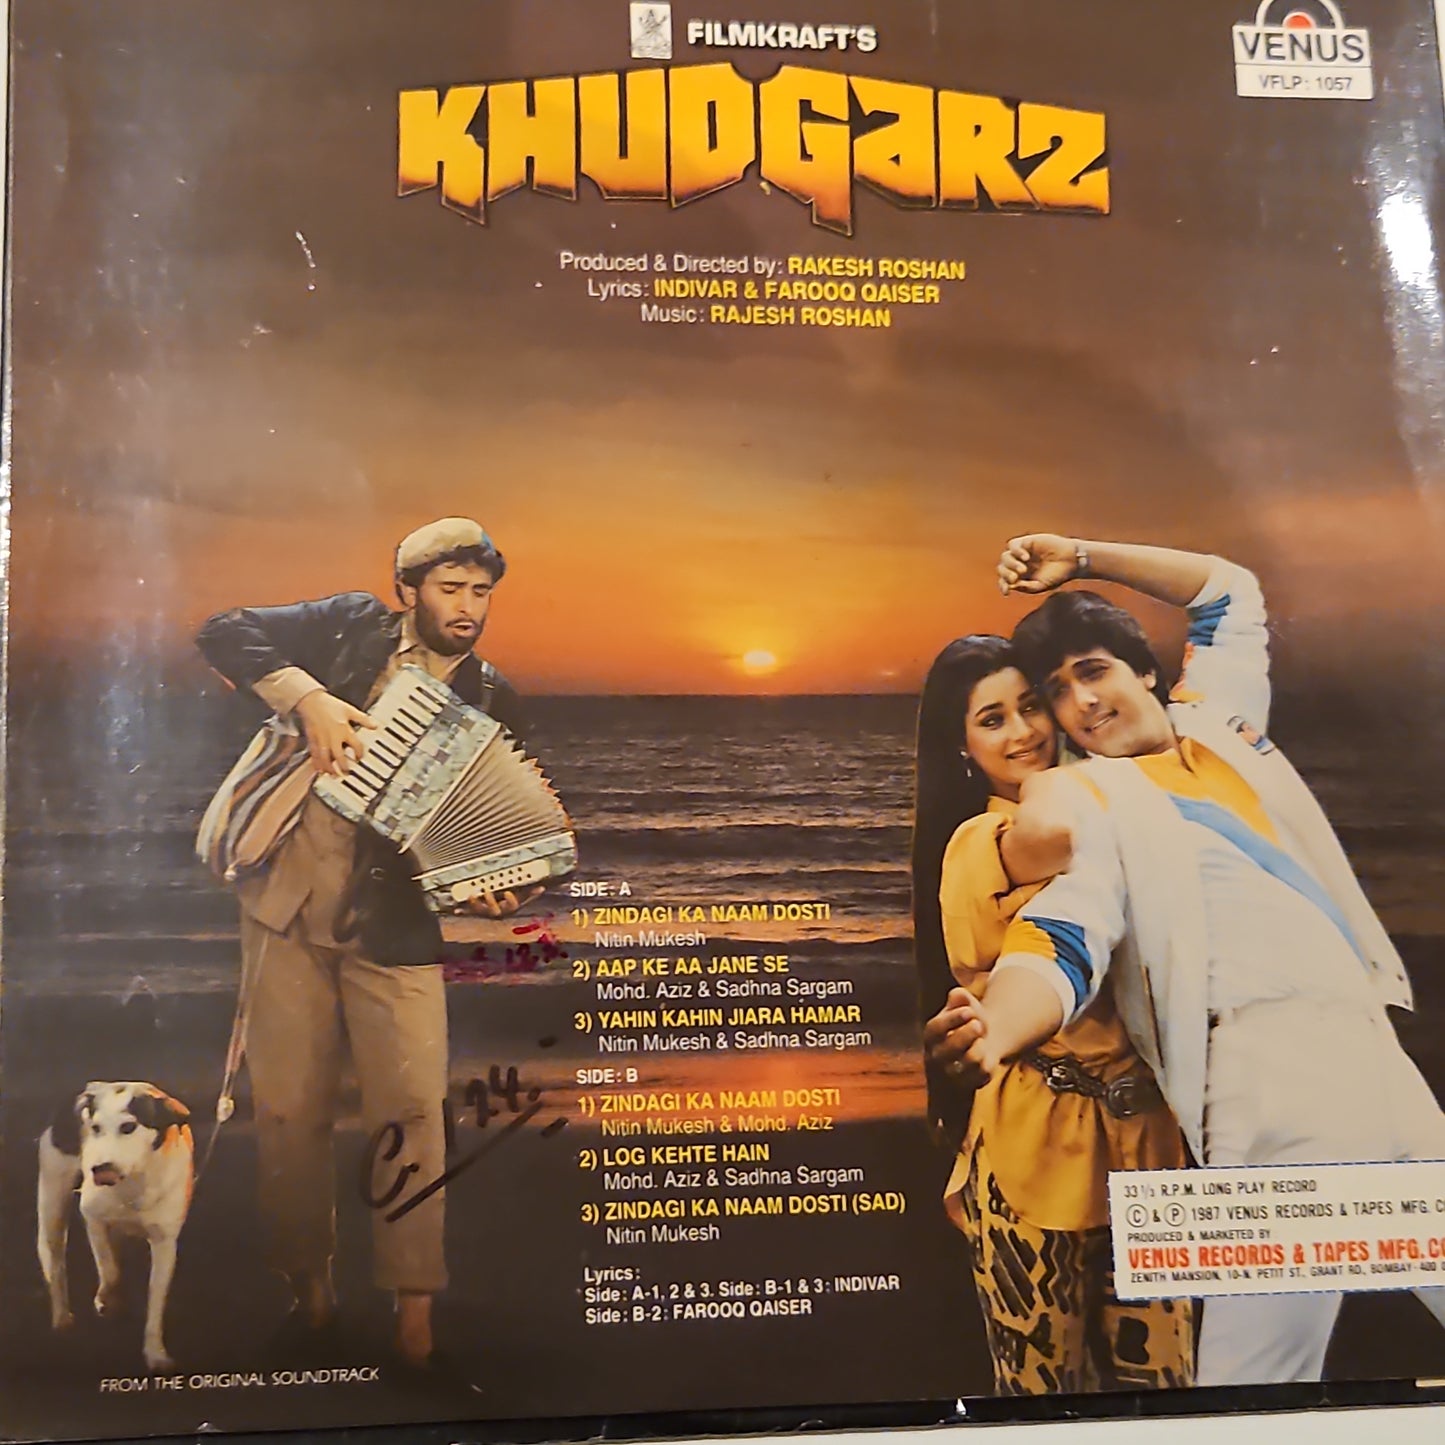 FILMKRAFT'S
VENUS
VFLP: 1057
KHUDGARZ
Produced & Directed by: RAKESH ROSHAN
Lyrics: INDIVAR & FAROOQ QAISER
Music: RAJESH ROSHAN
SIDE: A
1) ZINDAGI KA NAAM DOSTI
Nitin Mukesh
2) AAP KE AA JANE SE
Mohd. Aziz & Sadhna Sargam
3) YAHIN KAHIN JIARA HAMAR
Nitin Mukesh & Sadhna Sargam
SIDE: B
1) ZINDAGI KA NAAM DOSTI
Nitin Mukesh & Mohd. Aziz
2) LOG KEHTE HAIN
Mohd. Aziz & Sadhna Sargam
3) ZINDAGI KA NAAM DOSTI (SAD)
Nitin Mukesh
Lyrics:
Side: A-1, 2 & 3. Side: B-1 & 3: INDIVAR
Side: B-2: FAROOQ QAISER
33 1/3 R.P.M. LONG PLAY RECORD
© & ℗ 1987 VENUS RECORDS & TAPES MFG.
PRODUCED & MARKETED BY
VENUS RECORDS & TAPES MFG.
ZENITH MANSION, 10-N, PETIT ST., GRANT RD., BOMBAY-400
FROM THE ORIGINAL SOUNDTRACK